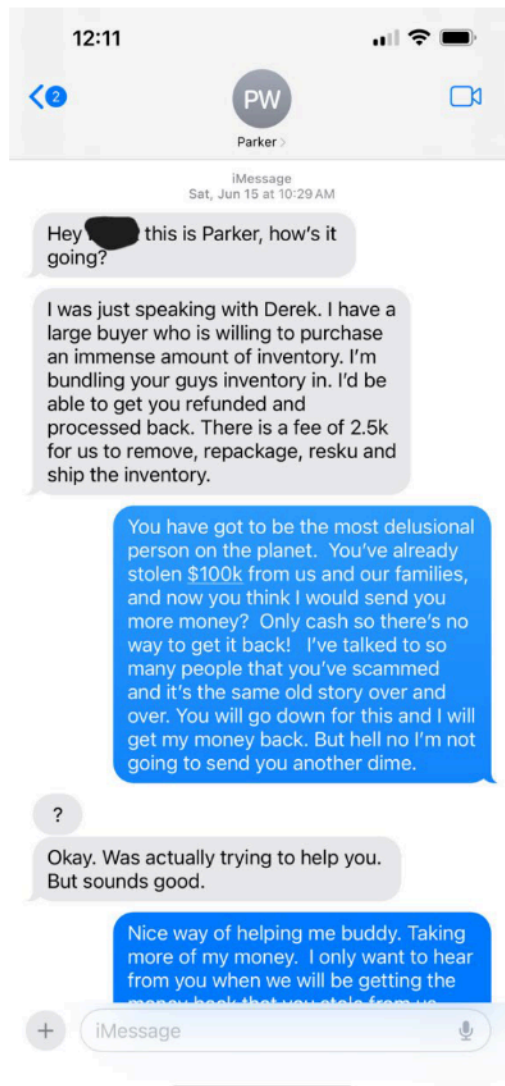 12:11
2
PW
Parker
iMessage
Sat, Jun 15 at 10:29 AM
Hey this is Parker, how's it
going?
I was just speaking with Derek. I have a
large buyer who is willing to purchase
an immense amount of inventory. I'm
bundling your guys inventory in. I'd be
able to get you refunded and
processed back. There is a fee of 2.5k
for us to remove, repackage, resku and
ship the inventory.
You have got to be the most delusional
person on the planet. You've already
stolen $100k from us and our families,
and now you think I would send you
more money? Only cash so there's no
way to get it back! I've talked to so
many people that you've scammed
and it's the same old story over and
over. You will go down for this and I will
get my money back. But hell no I'm not
going to send you another dime.
?
Okay. Was actually trying to help you.
But sounds good.
Nice way of helping me buddy. Taking
more of my money. I only want to hear
from you when we will be getting the
money back that you stole from us
iMessage